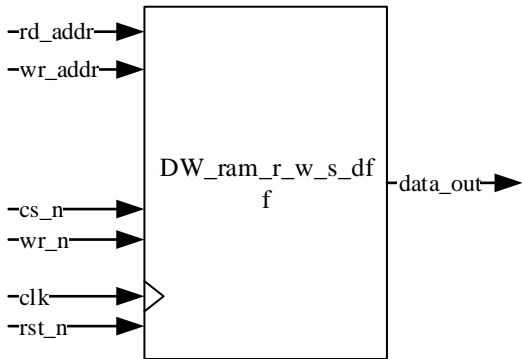 rd_addr
wr_addr
DW_ram_r_w_s_df
f
data_out
cs_n
wr_n
clk
rst_n